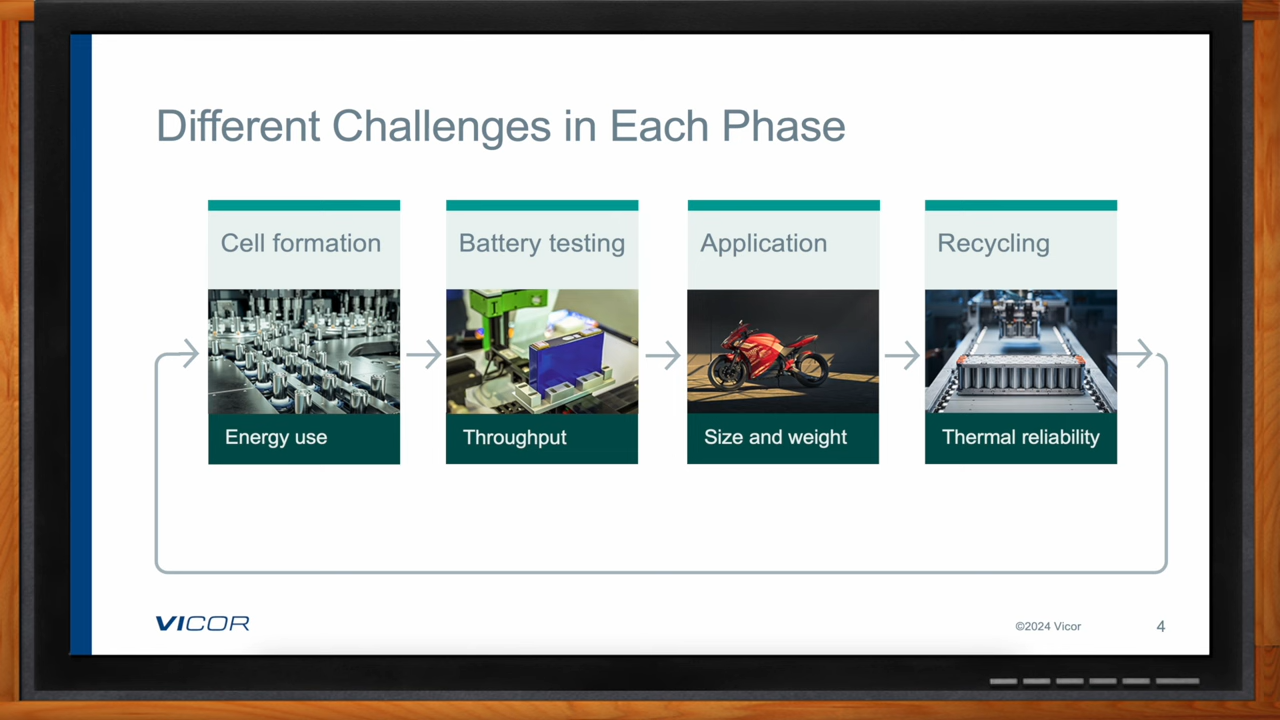 Different Challenges in Each Phase
Cell formation
Energy use
Battery testing
Throughput
Application
Size and weight
Recycling
Thermal reliability
VICOR
©2024 Vicor
4